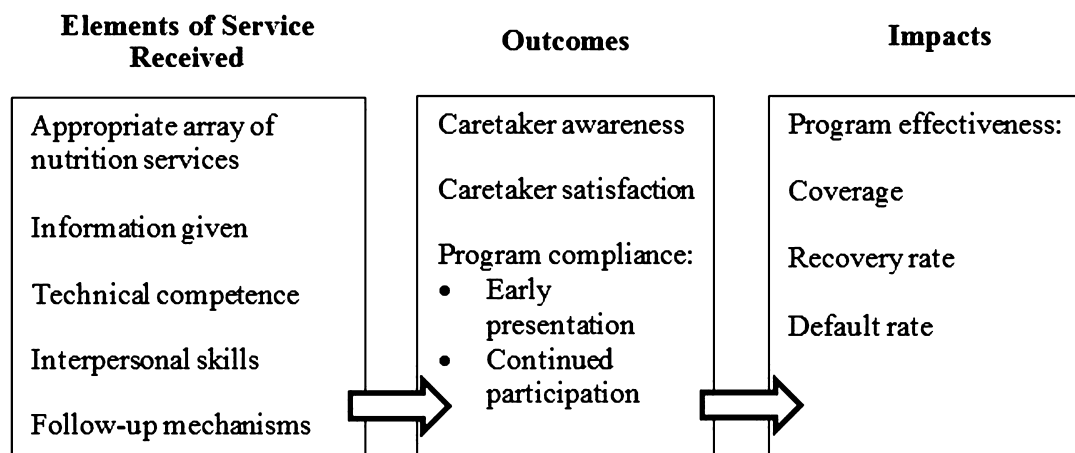 Elements of Service
Received
Appropriate array of
nutrition services
Information given
Technical competence
Interpersonal skills
Follow-up mechanisms
Outcomes
Caretaker awareness
Caretaker satisfaction
Program compliance:
• Early
presentation
• Continued
participation
Impacts
Program effectiveness:
Coverage
Recovery rate
Default rate